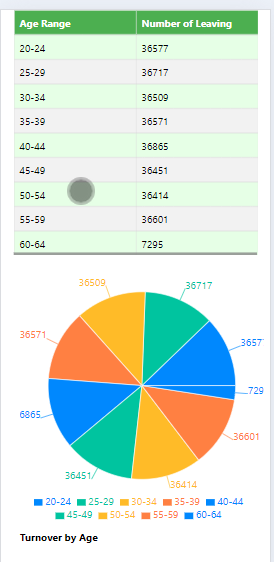 Age Range Number of Leaving
20-24 36577
25-29 36717
30-34 36509
35-39 36571
40-44 36865
45-49 36451
50-54 36414
55-59 36601
60-64 7295
36509 36717
36571 3657
6865 729
36451 36414 36601
20-24 25-29 30-34 35-39 40-44
45-49 50-54 55-59 60-64
Turnover by Age